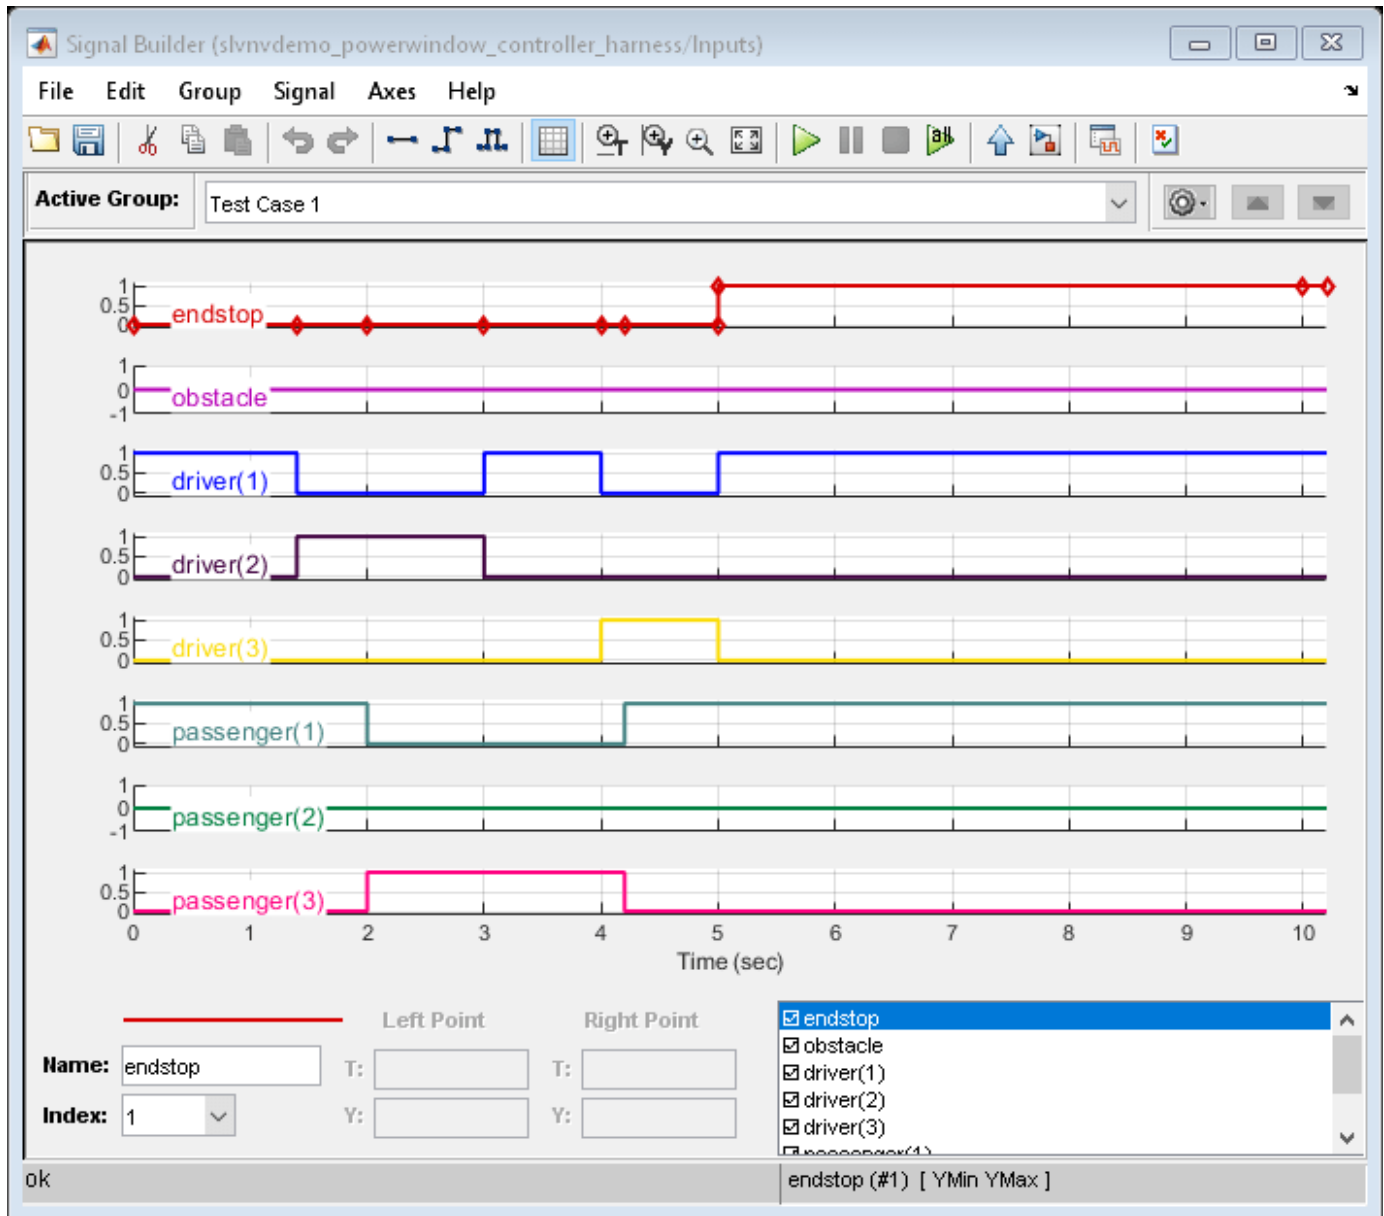 Signal Builder (slvnvdemo_powerwindow_controller_harness/Inputs)
File Edit Group Signal Axes Help
Active Group: Test Case 1
1
0.5
0
endstop
1
0
-1
obstacle
1
0.5
0
driver(1)
1
0.5
0
driver(2)
1
0.5
0
driver(3)
1
0.5
0
passenger(1)
1
0
-1
passenger(2)
1
0.5
0
passenger(3)
0 1 2 3 4 5 6 7 8 9 10
Time (sec)
Left Point Right Point
Name: endstop T: T:
Index: 1 Y: Y:
endstop
obstacle
driver(1)
driver(2)
driver(3)
passenger(1)
ok
endstop (#1) [ YMin YMax ]